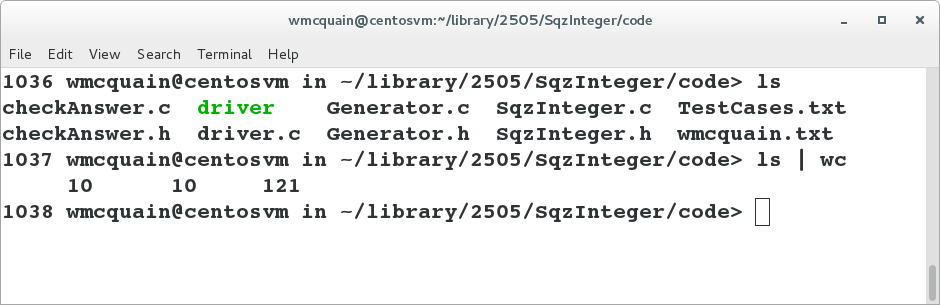 wmcquain@centosvm:~/library/2505/SqzInteger/code
File Edit View Search Terminal Help
1036 wmcquain@centosvm in ~/library/2505/SqzInteger/code> ls
checkAnswer.c driver Generator.c SqzInteger.c TestCases.txt
checkAnswer.h driver.c Generator.h SqzInteger.h wmcquain.txt
1037 wmcquain@centosvm in ~/library/2505/SqzInteger/code> ls | wc
10 10 121
1038 wmcquain@centosvm in ~/library/2505/SqzInteger/code>